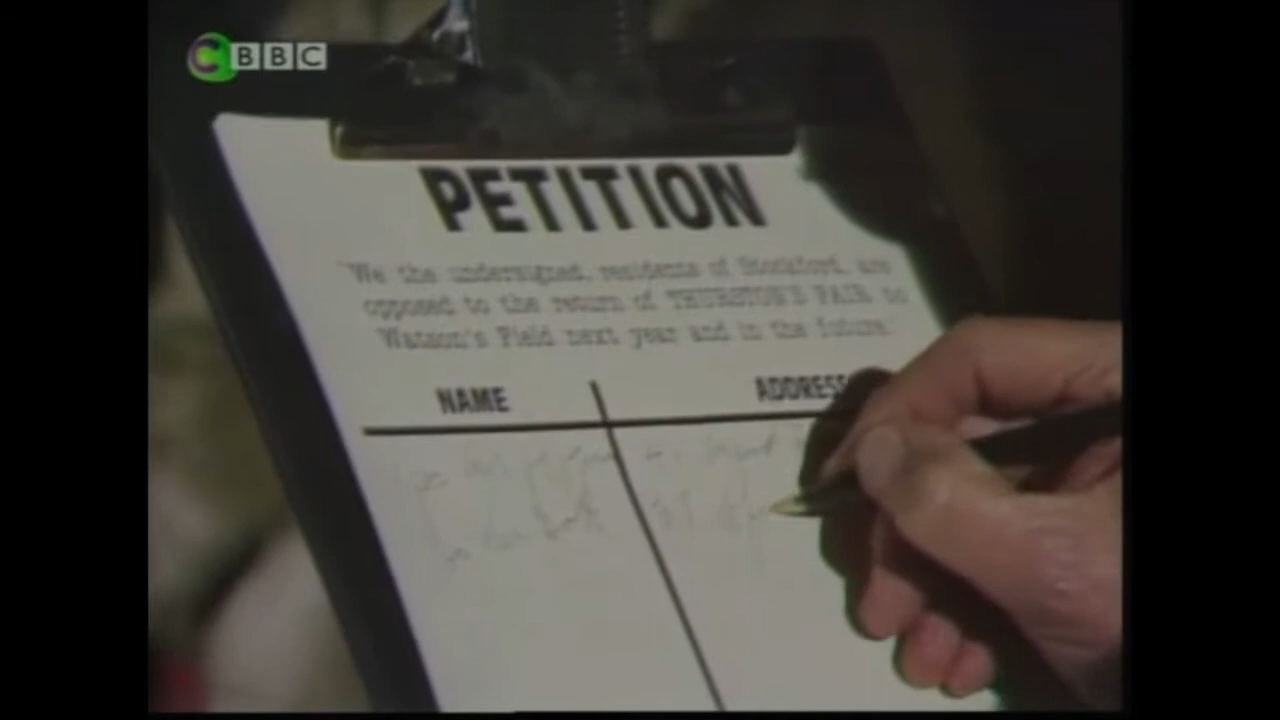 CBBC
PETITION
"We the undersigned, residents of Stockford, are
opposed to the return of THURSTON'S FAIR to
Watson's Field next year and in the future."
NAME ADDRESS